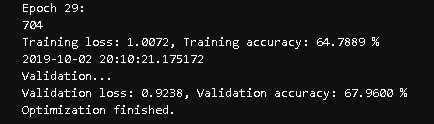 Epoch 29:
704
Training loss: 1.0072, Training accuracy: 64.7889 %
2019-10-02 20:10:21.175172
Validation...
Validation loss: 0.9238, Validation accuracy: 67.9600 %
Optimization finished.